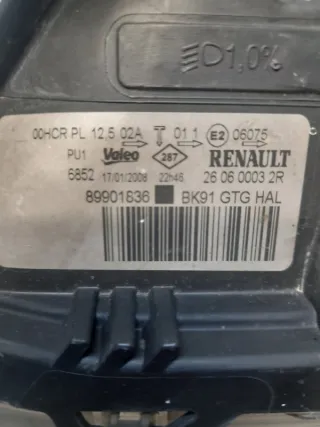 1,0%
00HCR PL 12,5 02A 01 1 E2 06075
PU1 Valeo 287 RENAULT
6852 17/01/2008 22h46 26 06 0003 2R
89901636 BK91 GTG HAL